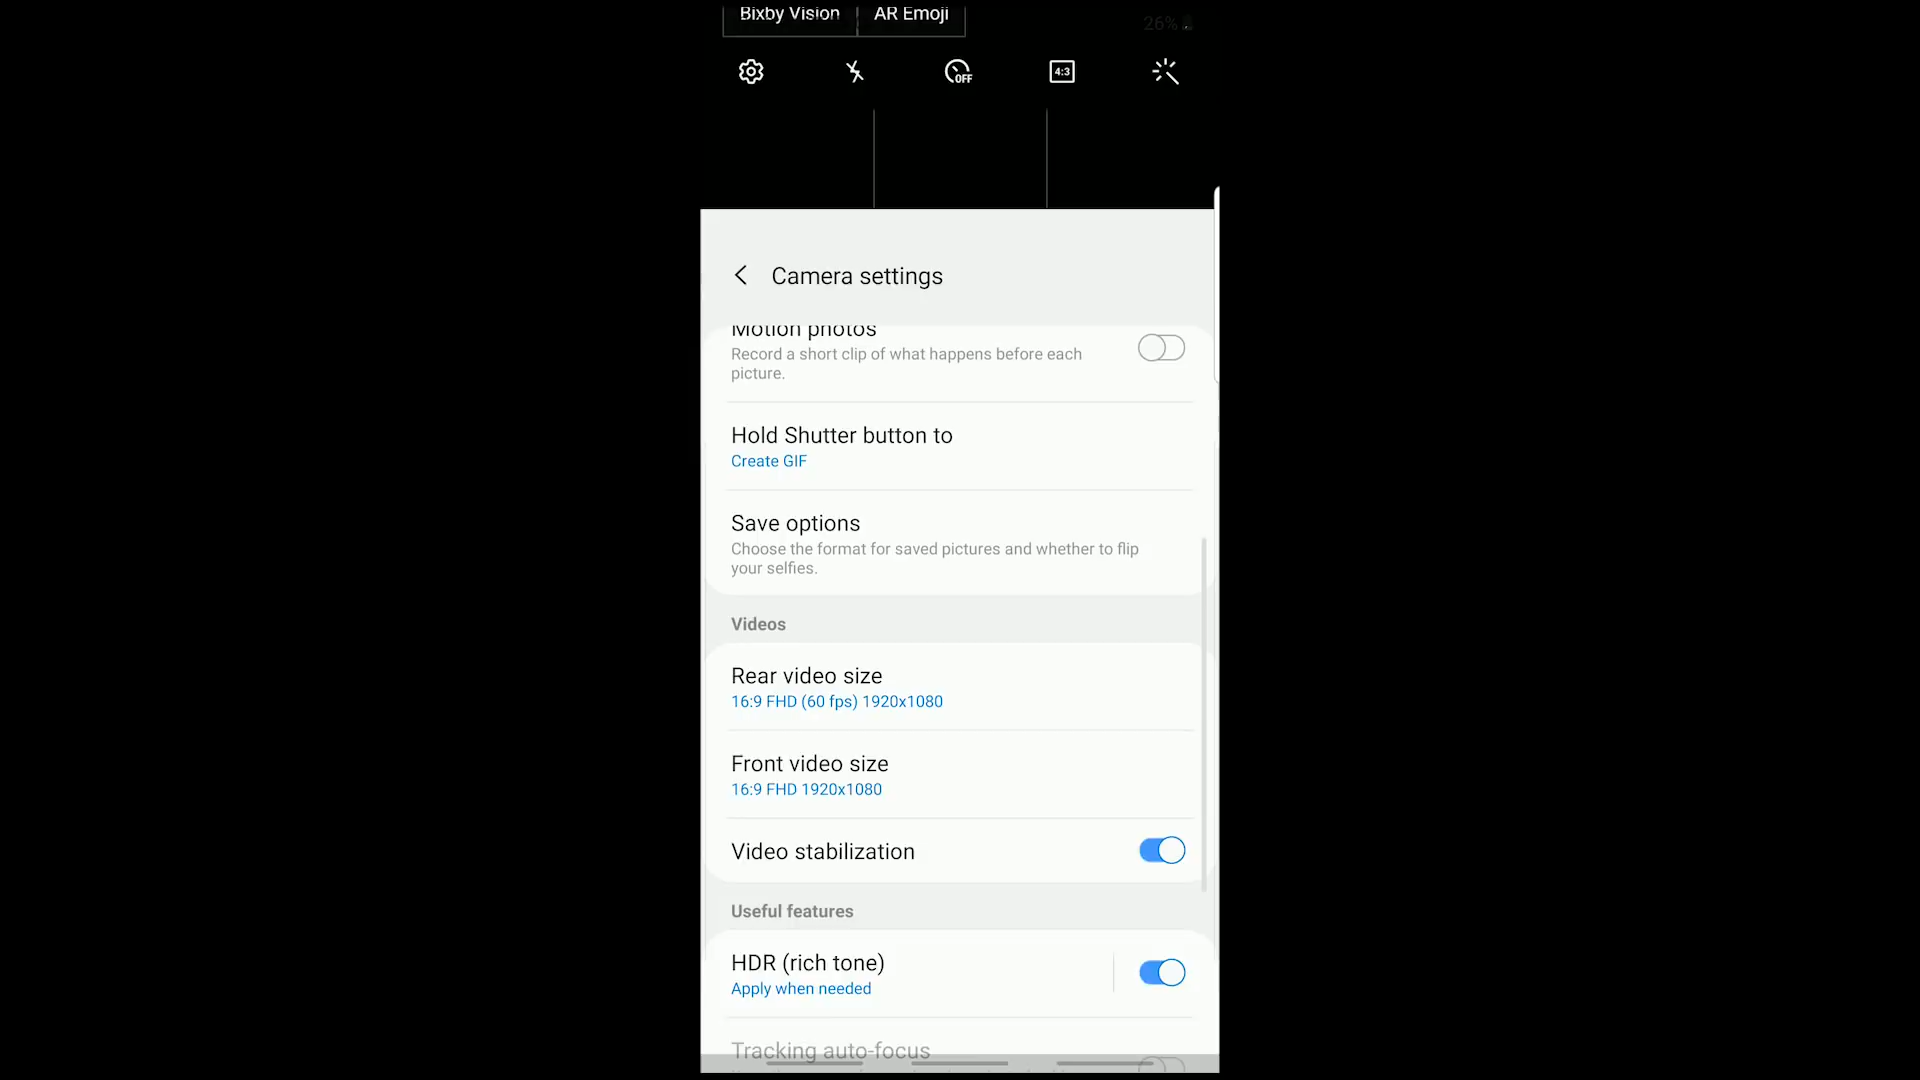 Bixby Vision AR Emoji
26%
OFF 4:3
Camera settings
Motion photos
Record a short clip of what happens before each
picture.
Hold Shutter button to
Create GIF
Save options
Choose the format for saved pictures and whether to flip
your selfies.
Videos
Rear video size
16:9 FHD (60 fps) 1920x1080
Front video size
16:9 FHD 1920x1080
Video stabilization
Useful features
HDR (rich tone)
Apply when needed
Tracking auto-focus